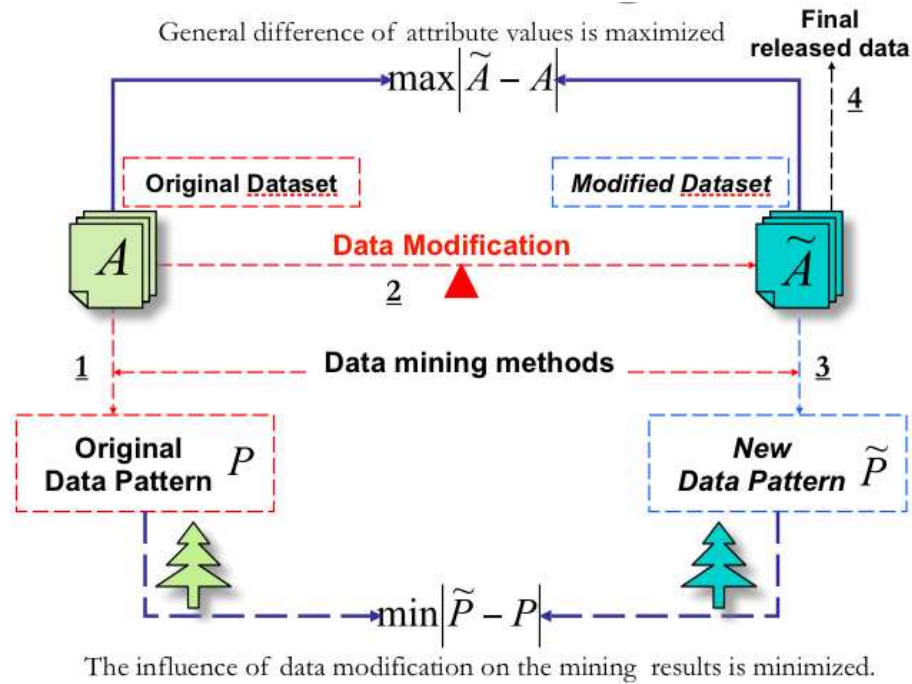 General difference of attribute values is maximized
Final
released data
max|Ã − A|
4
Original Dataset
Modified Dataset
A
Data Modification
Ã
2
1
Data mining methods
3
Original
Data Pattern P
New
Data Pattern P̃
min|P̃ − P|
The influence of data modification on the mining results is minimized.